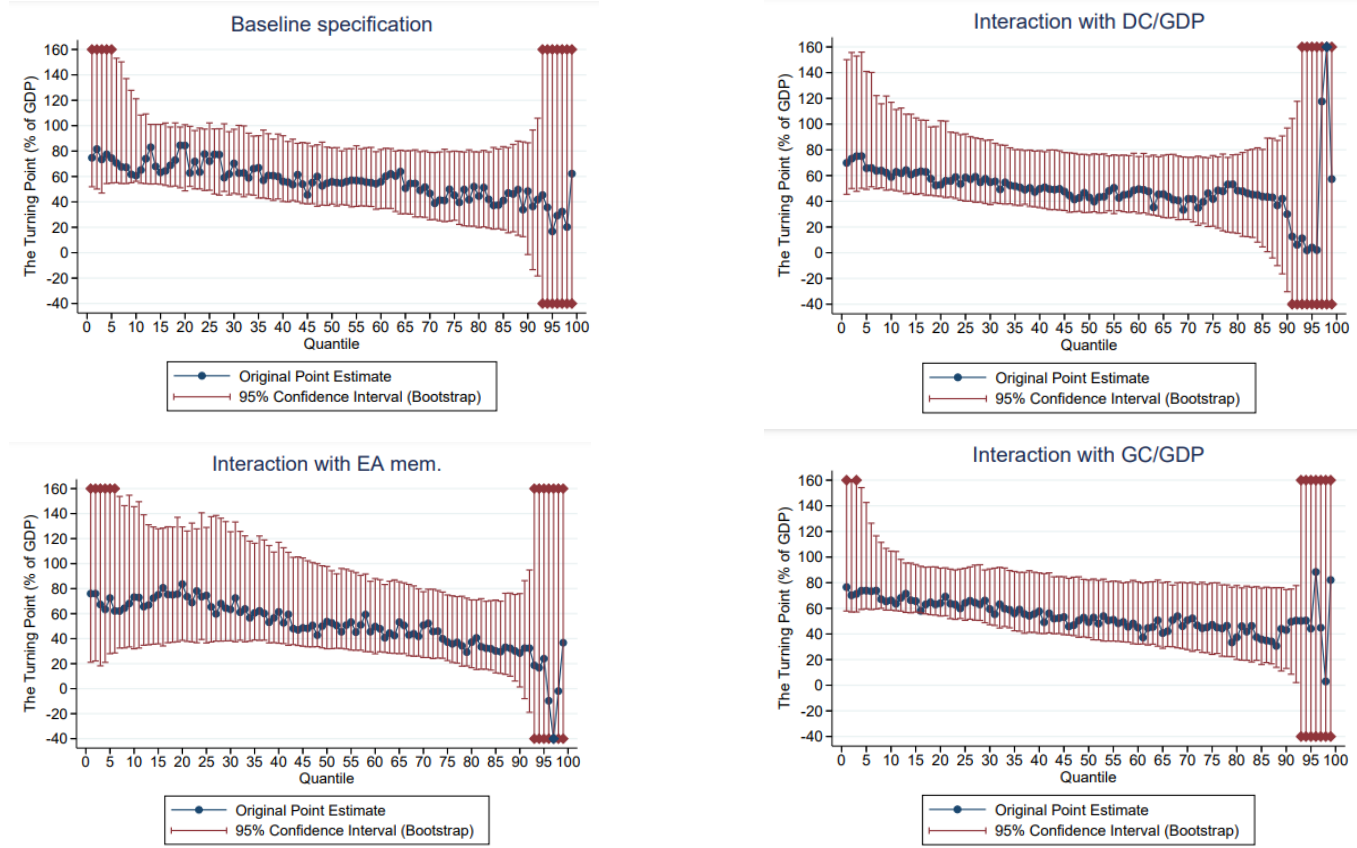 Baseline specification
The Turning Point (% of GDP)
160
140
120
100
80
60
40
20
0
-20
-40
0 5 10 15 20 25 30 35 40 45 50 55 60 65 70 75 80 85 90 95 100
Quantile
Original Point Estimate
95% Confidence Interval (Bootstrap)
Interaction with DC/GDP
The Turning Point (% of GDP)
160
140
120
100
80
60
40
20
0
-20
-40
0 5 10 15 20 25 30 35 40 45 50 55 60 65 70 75 80 85 90 95 100
Quantile
Original Point Estimate
95% Confidence Interval (Bootstrap)
Interaction with EA mem.
The Turning Point (% of GDP)
160
140
120
100
80
60
40
20
0
-20
-40
0 5 10 15 20 25 30 35 40 45 50 55 60 65 70 75 80 85 90 95 100
Quantile
Original Point Estimate
95% Confidence Interval (Bootstrap)
Interaction with GC/GDP
The Turning Point (% of GDP)
160
140
120
100
80
60
40
20
0
-20
-40
0 5 10 15 20 25 30 35 40 45 50 55 60 65 70 75 80 85 90 95 100
Quantile
Original Point Estimate
95% Confidence Interval (Bootstrap)